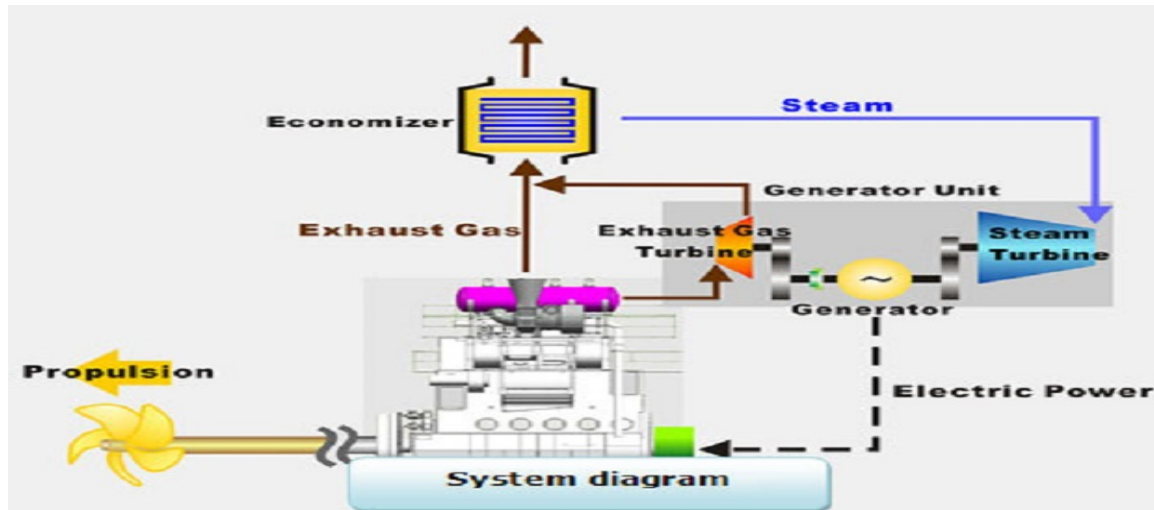 Economizer
Steam
Generator Unit
Exhaust Gas
Exhaust Gas
Turbine
Steam
Turbine
Generator
Propulsion
Electric Power
System diagram